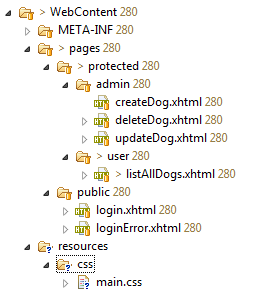 > WebContent 280
META-INF 280
> pages 280
> protected 280
admin 280
createDog.xhtml 280
deleteDog.xhtml 280
updateDog.xhtml 280
> user 280
> listAllDogs.xhtml 280
public 280
login.xhtml 280
loginError.xhtml 280
resources
css
main.css